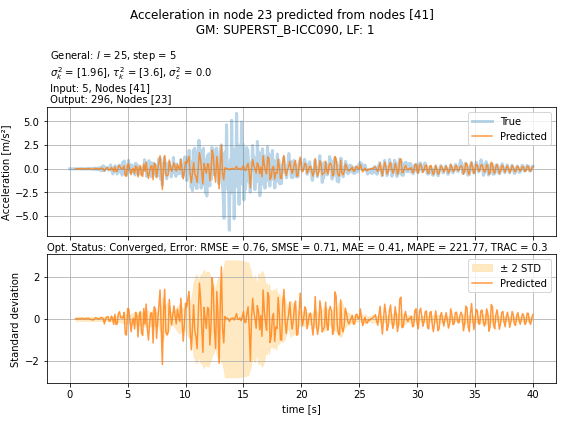 Acceleration in node 23 predicted from nodes [41]
GM: SUPERST_B-ICC090, LF: 1
General: l = 25, step = 5
σ²ₖ = [1.96], τ²ₖ = [3.6], σ²ε = 0.0
Input: 5, Nodes [41]
Output: 296, Nodes [23]
Acceleration [m/s²]
5.0
2.5
0.0
−2.5
−5.0
True
Predicted
Opt. Status: Converged, Error: RMSE = 0.76, SMSE = 0.71, MAE = 0.41, MAPE = 221.77, TRAC = 0.3
Standard deviation
2
0
−2
± 2 STD
Predicted
0 5 10 15 20 25 30 35 40
time [s]